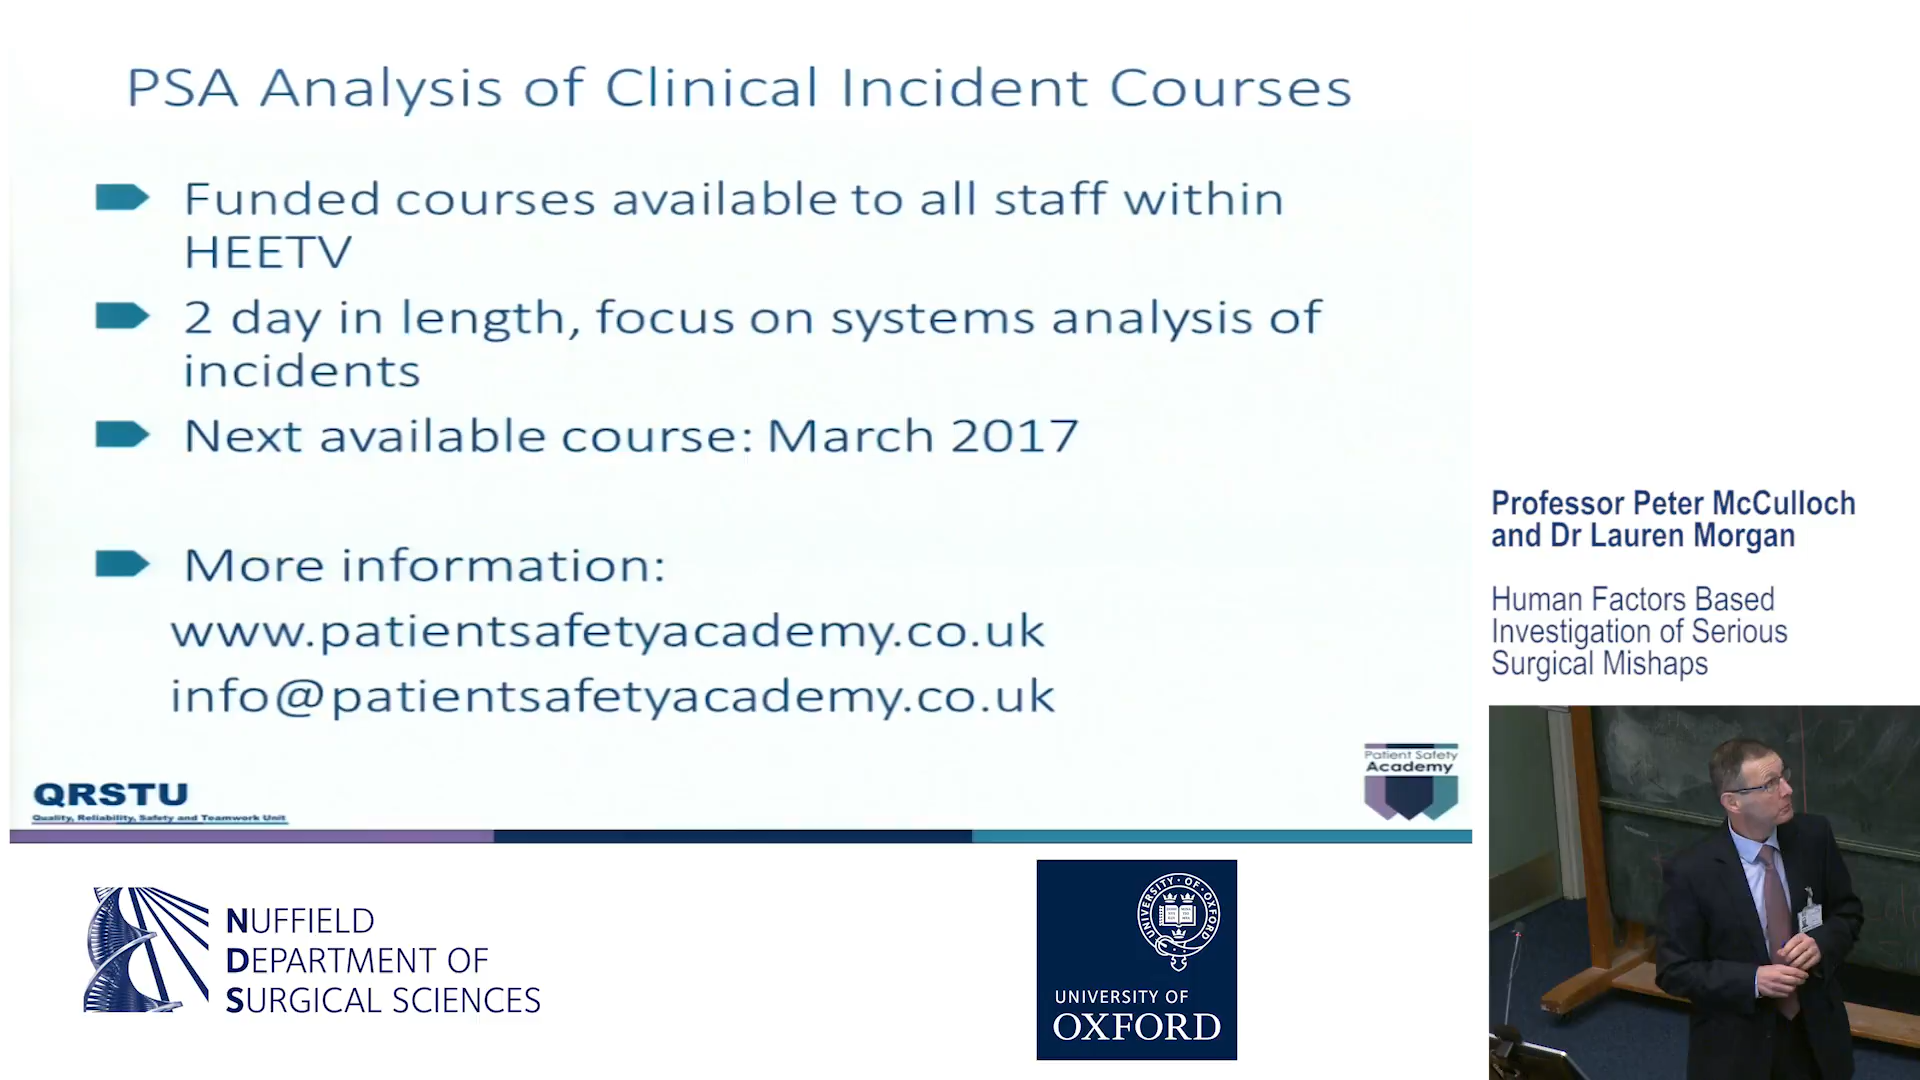 PSA Analysis of Clinical Incident Courses
Funded courses available to all staff within
HEETV
2 day in length, focus on systems analysis of
incidents
Next available course: March 2017
More information:
www.patientsafetyacademy.co.uk
info@patientsafetyacademy.co.uk
QRSTU
Quality, Reliability, Safety and Teamwork Unit
Patient Safety
Academy
Professor Peter McCulloch
and Dr Lauren Morgan
Human Factors Based
Investigation of Serious
Surgical Mishaps
NUFFIELD
DEPARTMENT OF
SURGICAL SCIENCES
UNIVERSITY OF OXFORD
UNIVERSITY OF
OXFORD